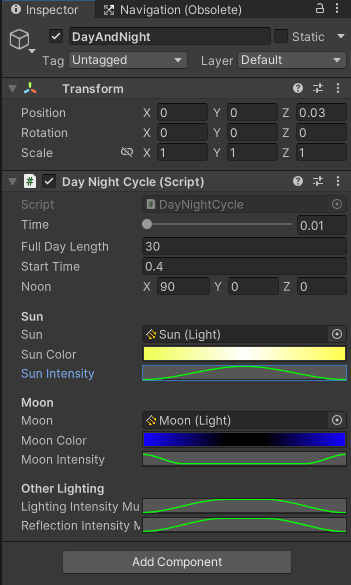 Inspector Navigation (Obsolete)
DayAndNight Static
Tag Untagged Layer Default
Transform
Position X 0 Y 0 Z 0.03
Rotation X 0 Y 0 Z 0
Scale X 1 Y 1 Z 1
# Day Night Cycle (Script)
Script # DayNightCycle
Time 0.01
Full Day Length 30
Start Time 0.4
Noon X 90 Y 0 Z 0
Sun
Sun Sun (Light)
Sun Color
Sun Intensity
Moon
Moon Moon (Light)
Moon Color
Moon Intensity
Other Lighting
Lighting Intensity Mu
Reflection Intensity M
Add Component